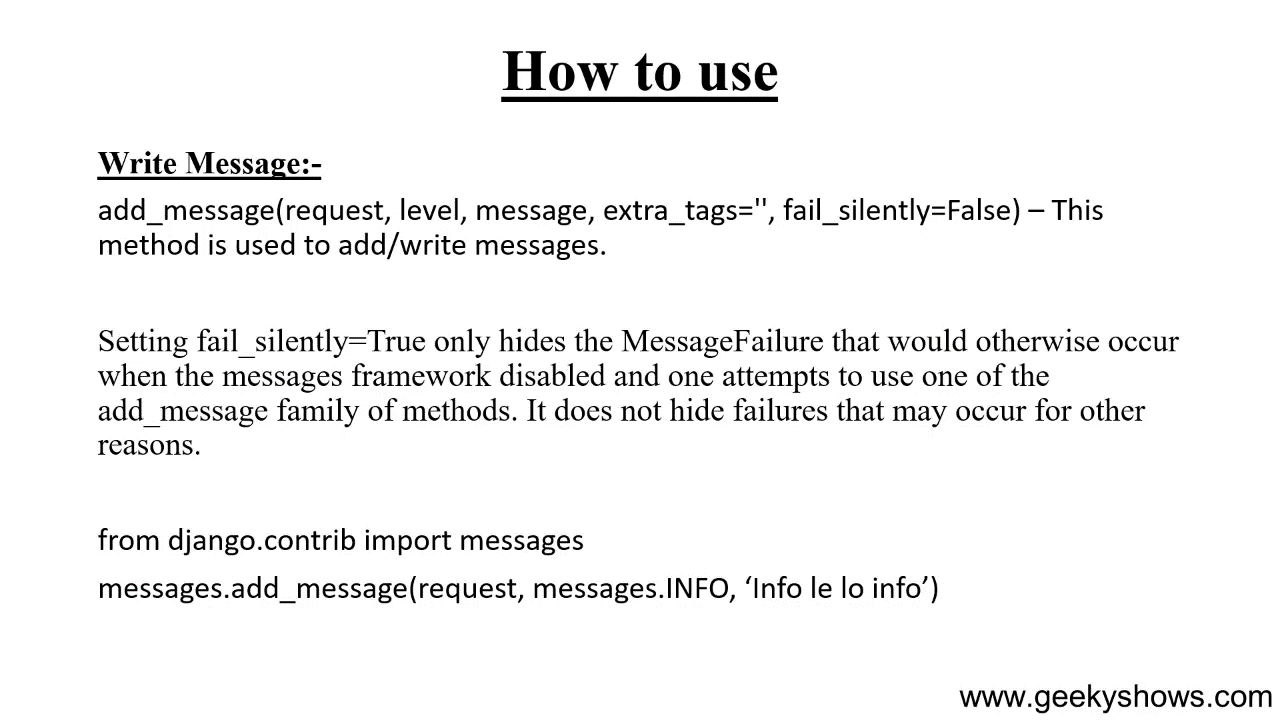 How to use
Write Message:-
add_message(request, level, message, extra_tags='', fail_silently=False) – This
method is used to add/write messages.
Setting fail_silently=True only hides the MessageFailure that would otherwise occur
when the messages framework disabled and one attempts to use one of the
add_message family of methods. It does not hide failures that may occur for other
reasons.
from django.contrib import messages
messages.add_message(request, messages.INFO, ‘Info le lo info’)
www.geekyshows.com